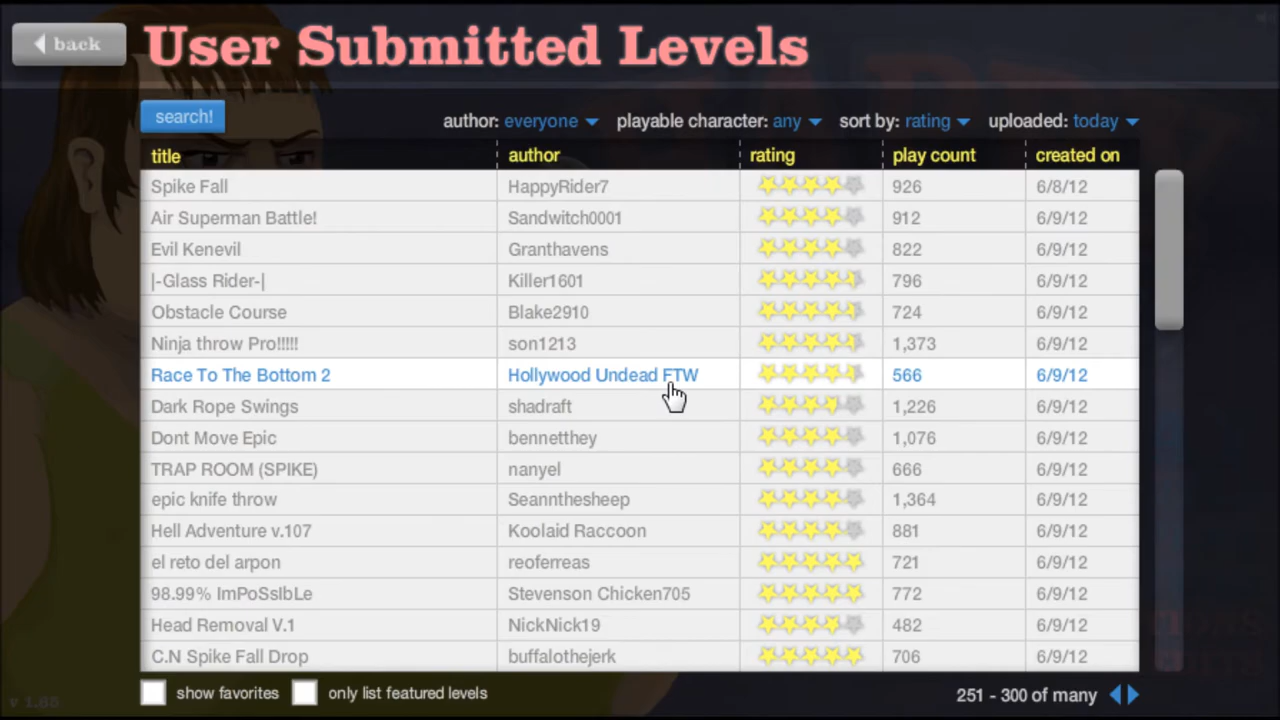 back
User Submitted Levels
search!
author: everyone playable character: any sort by: rating uploaded: today
title author rating play count created on
Spike Fall HappyRider7 926 6/8/12
Air Superman Battle! Sandwitch0001 912 6/9/12
Evil Kenevil Granthavens 822 6/9/12
|-Glass Rider-| Killer1601 796 6/9/12
Obstacle Course Blake2910 724 6/9/12
Ninja throw Pro!!!!! son1213 1,373 6/9/12
Race To The Bottom 2 Hollywood Undead FTW 566 6/9/12
Dark Rope Swings shadraft 1,226 6/9/12
Dont Move Epic bennetthey 1,076 6/9/12
TRAP ROOM (SPIKE) nanyel 666 6/9/12
epic knife throw Seannthesheep 1,364 6/9/12
Hell Adventure v.107 Koolaid Raccoon 881 6/9/12
el reto del arpon reoferreas 721 6/9/12
98.99% ImPoSsIbLe Stevenson Chicken705 772 6/9/12
Head Removal V.1 NickNick19 482 6/9/12
C.N Spike Fall Drop buffalothejerk 706 6/9/12
show favorites only list featured levels 251 - 300 of many